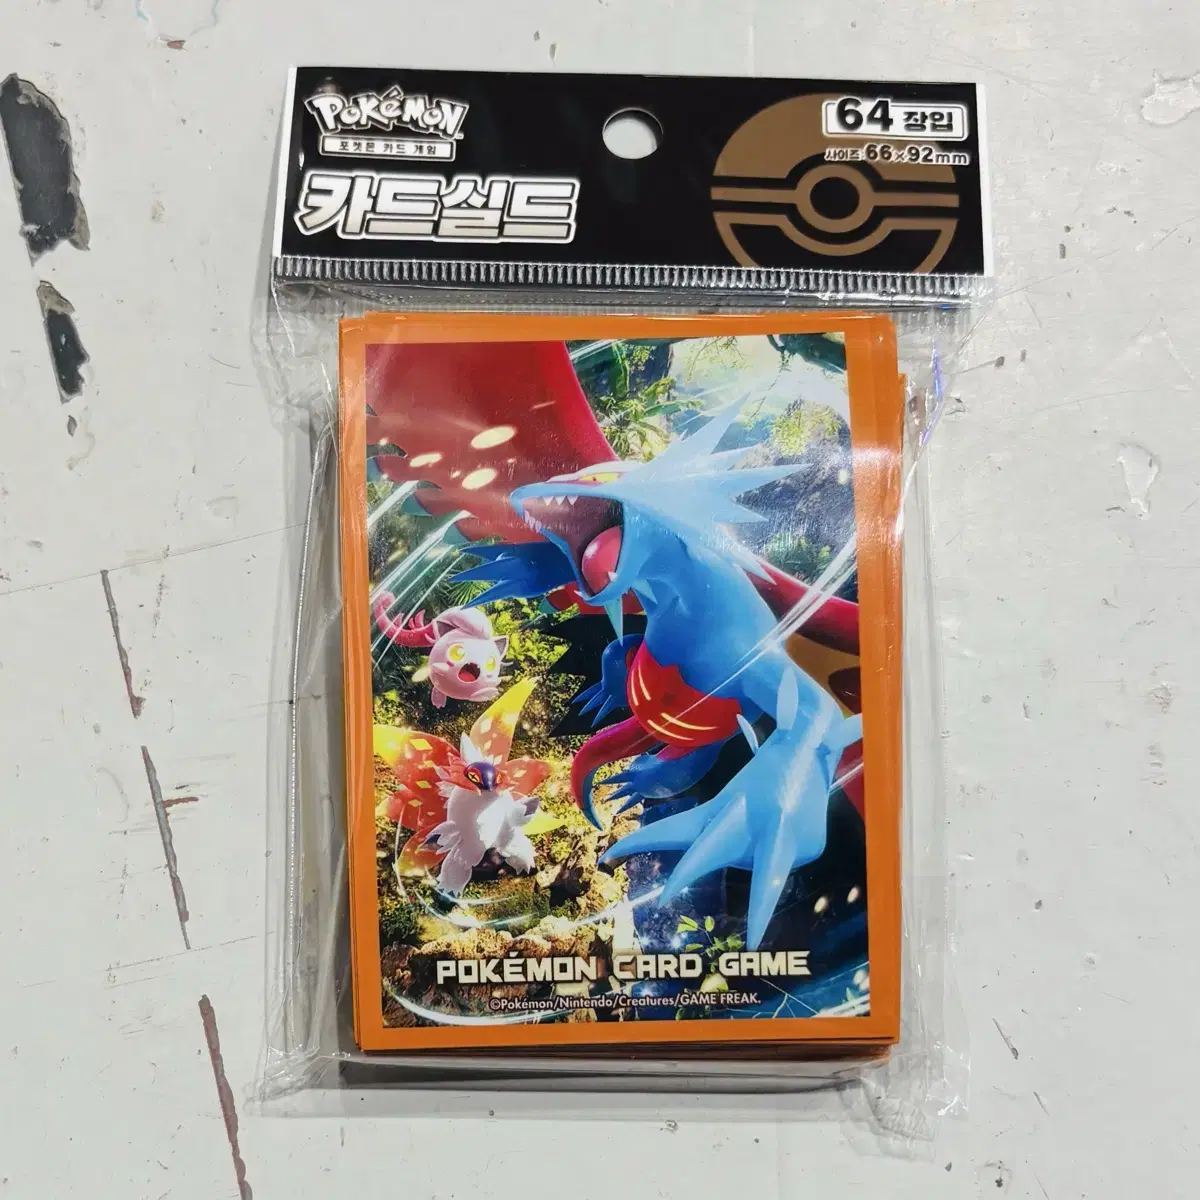 POKéMON
포켓몬 카드 게임
카드실드
64 장입
사이즈:66×92mm
POKÉMON CARD GAME
©Pokémon/Nintendo/Creatures/GAME FREAK.